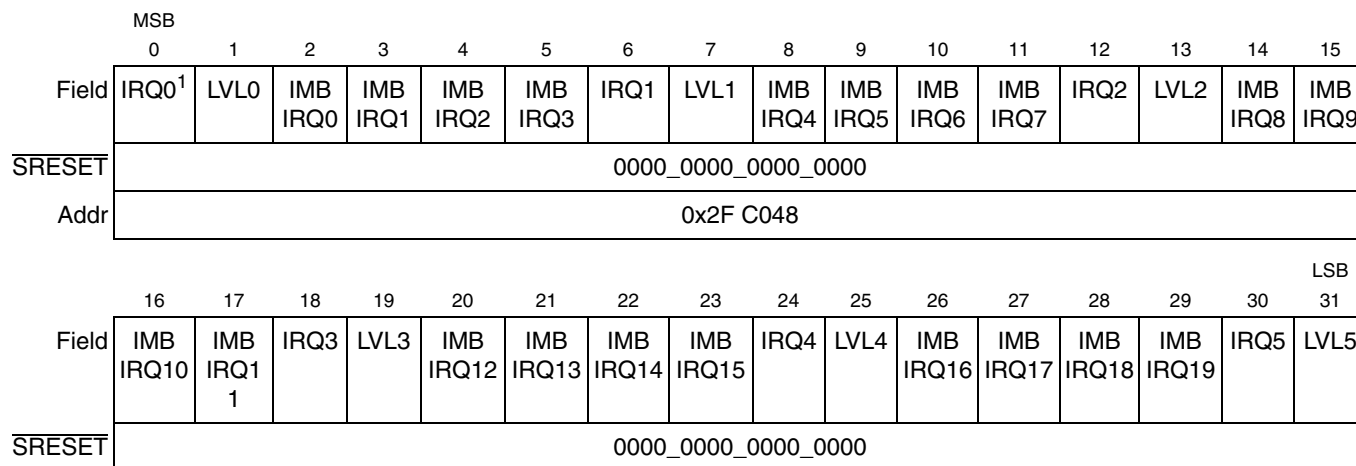 MSB
0 1 2 3 4 5 6 7 8 9 10 11 12 13 14 15
Field IRQ0¹ LVL0 IMB IRQ0 IMB IRQ1 IMB IRQ2 IMB IRQ3 IRQ1 LVL1 IMB IRQ4 IMB IRQ5 IMB IRQ6 IMB IRQ7 IRQ2 LVL2 IMB IRQ8 IMB IRQ9
SRESET 0000_0000_0000_0000
Addr 0x2F C048
LSB
16 17 18 19 20 21 22 23 24 25 26 27 28 29 30 31
Field IMB IRQ10 IMB IRQ1 1 IRQ3 LVL3 IMB IRQ12 IMB IRQ13 IMB IRQ14 IMB IRQ15 IRQ4 LVL4 IMB IRQ16 IMB IRQ17 IMB IRQ18 IMB IRQ19 IRQ5 LVL5
SRESET 0000_0000_0000_0000